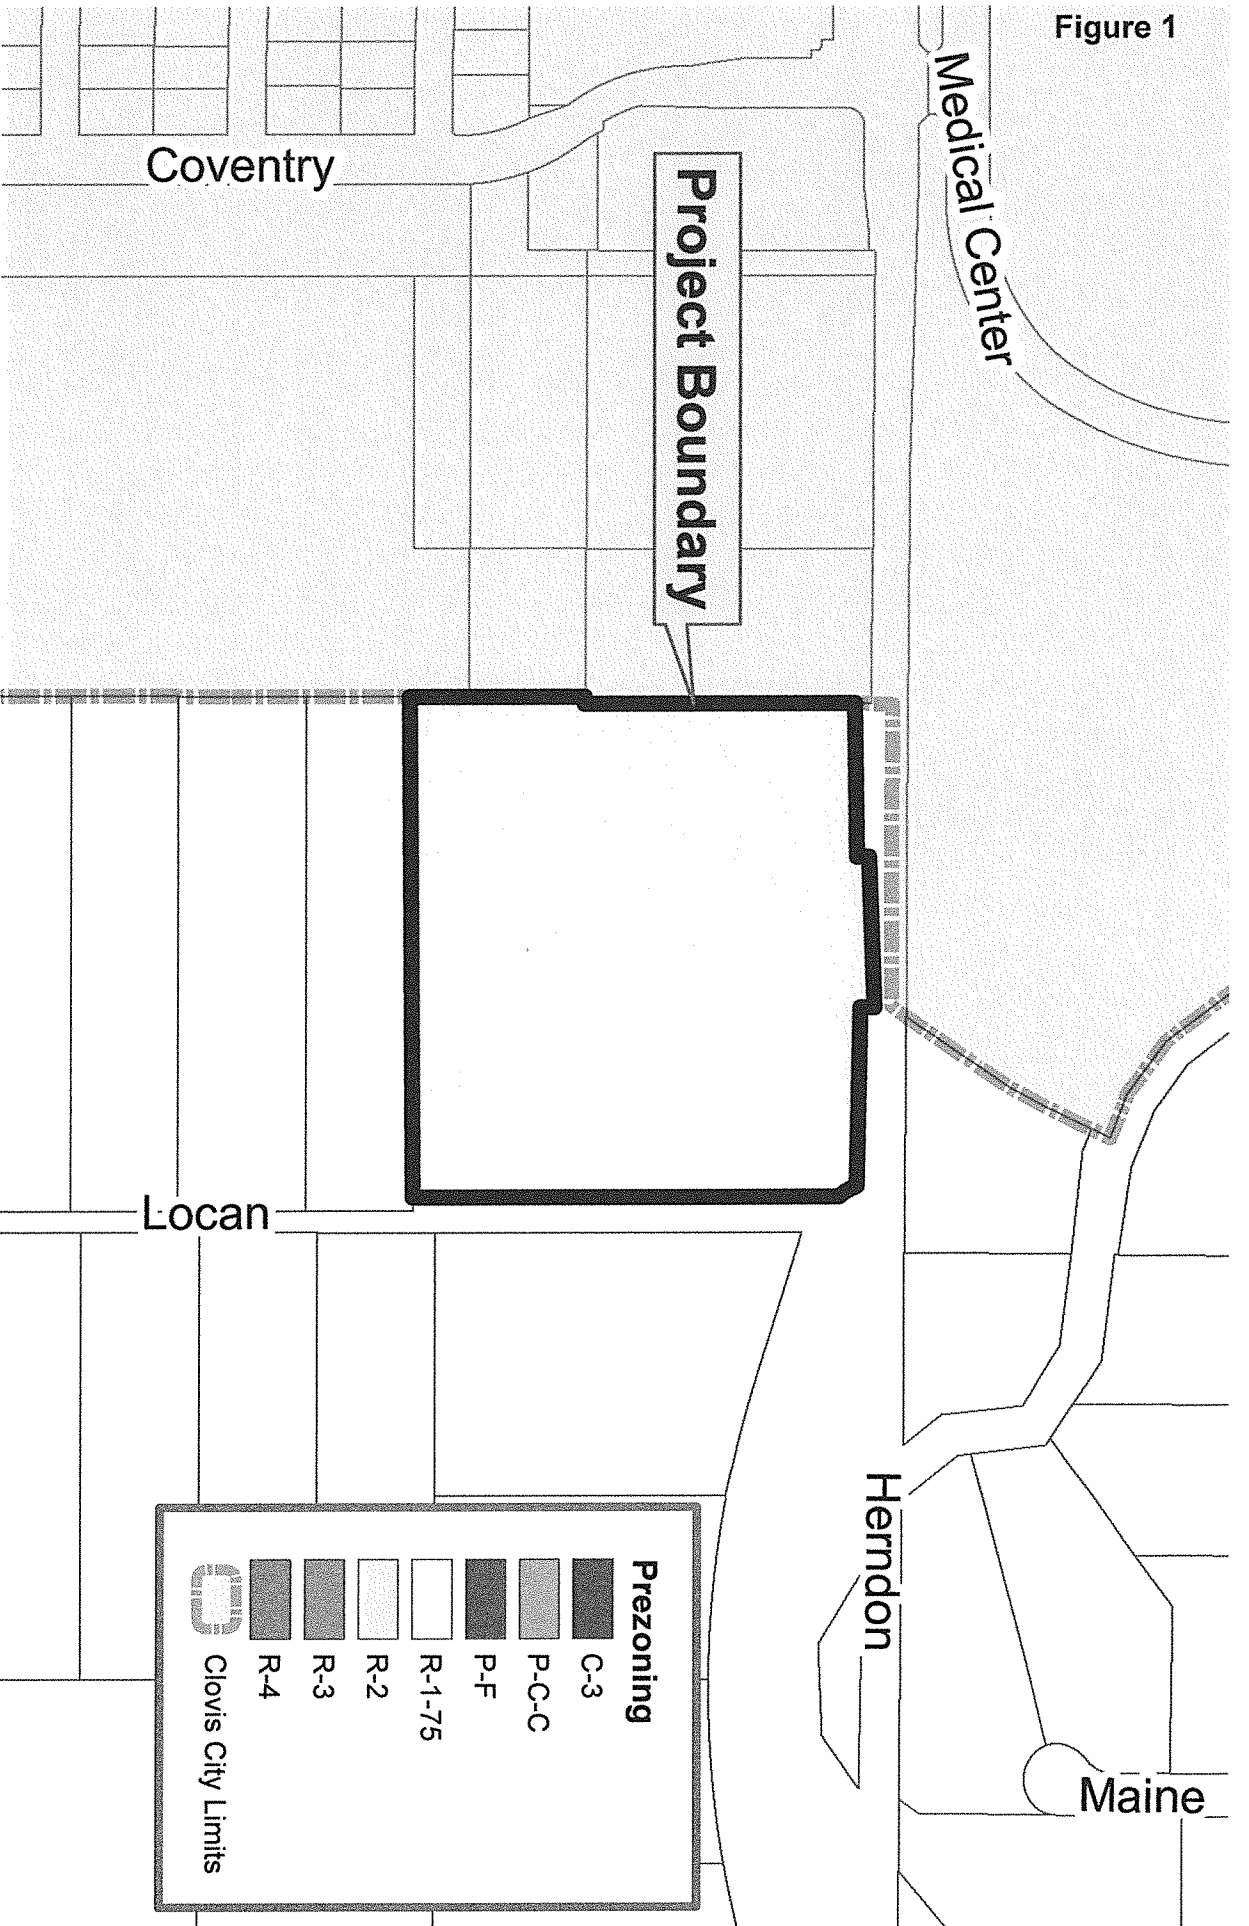 Figure 1
Medical Center
Coventry
Project Boundary
Locan
Herndon
Maine
Prezoning
C-3
P-C-C
P-F
R-1-75
R-2
R-3
R-4
Clovis City Limits